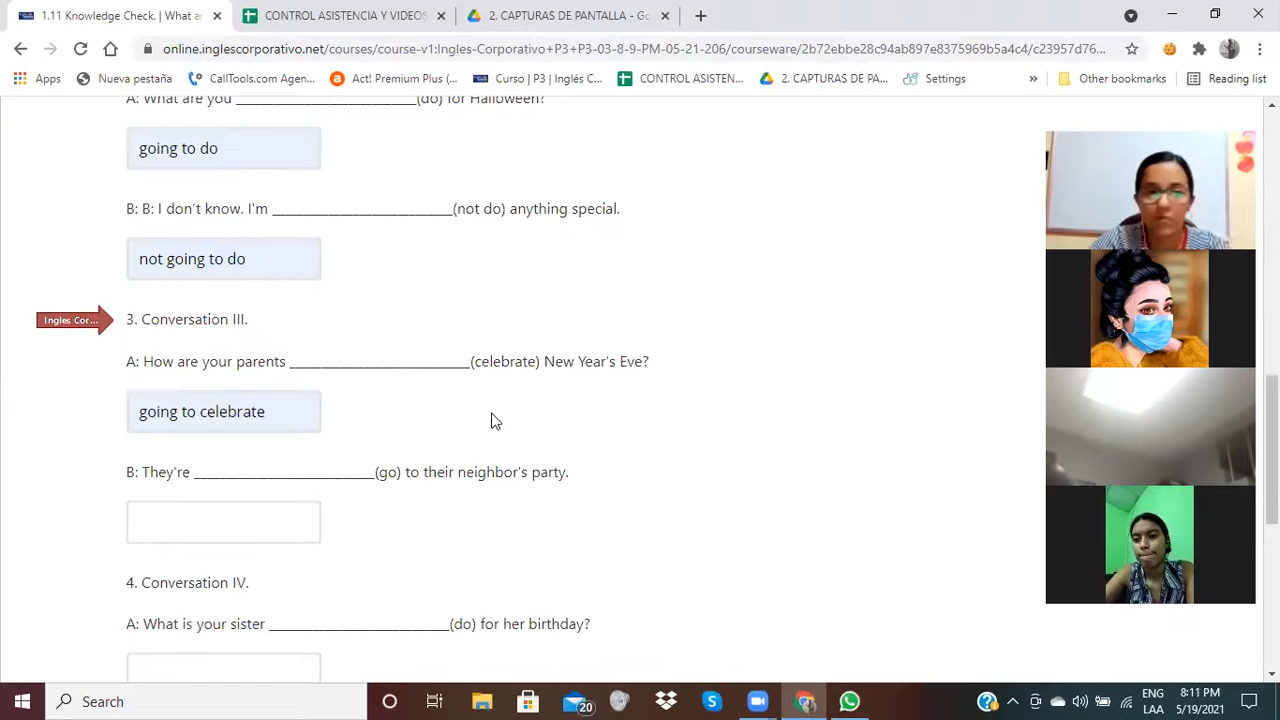 1.11 Knowledge Check. | What ar
CONTROL ASISTENCIA Y VIDEOS
2. CAPTURAS DE PANTALLA - Go
online.inglescorporativo.net/courses/course-v1:Ingles-Corporativo+P3+P3-03-8-9-PM-05-21-206/courseware/2b72ebbe28c94ab897e8375969b5a4c4/c23957d76...
Apps
Nueva pestaña
CallTools.com Agen...
Act! Premium Plus (...
Curso | P3 | Inglés C...
CONTROL ASISTEN...
2. CAPTURAS DE PA...
Settings
»
Other bookmarks
Reading list
A: What are you ________________________(do) for Halloween?
going to do
B: B: I don't know. I'm ________________________(not do) anything special.
not going to do
Ingles Cor...
3. Conversation III.
A: How are your parents ________________________(celebrate) New Year's Eve?
going to celebrate
B: They're ________________________(go) to their neighbor's party.
4. Conversation IV.
A: What is your sister ________________________(do) for her birthday?
Search
20
ENG
LAA
8:11 PM
5/19/2021